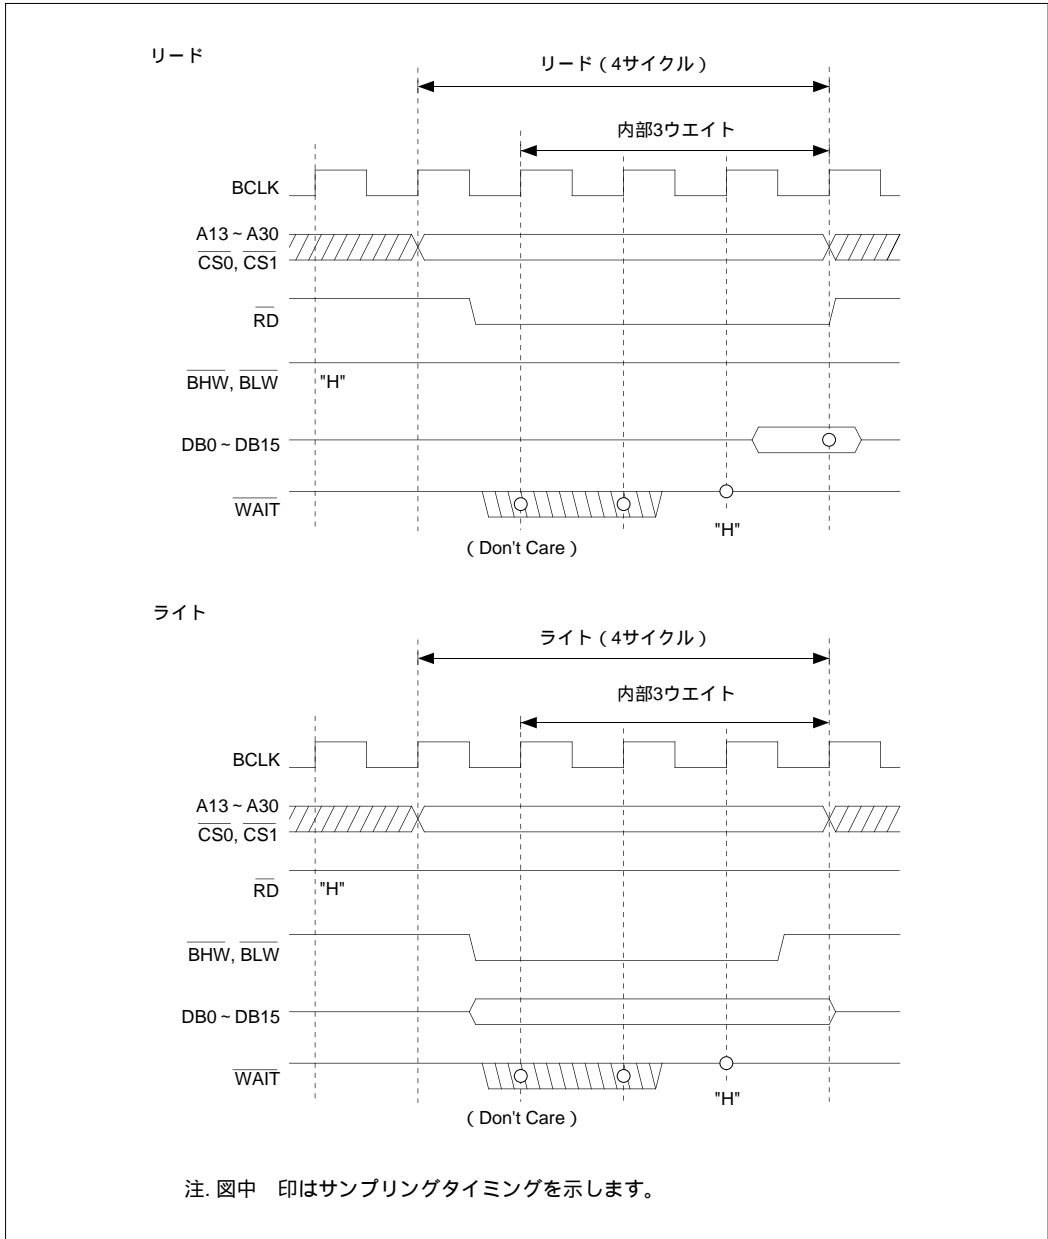 リード
リード（4サイクル）
内部3ウエイト
BCLK
A13～A30
CS0, CS1
RD
BHW, BLW "H"
DB0～DB15
WAIT
"H"
（Don't Care）
ライト
ライト（4サイクル）
内部3ウエイト
BCLK
A13～A30
CS0, CS1
RD "H"
BHW, BLW
DB0～DB15
WAIT
"H"
（Don't Care）
注. 図中　印はサンプリングタイミングを示します。